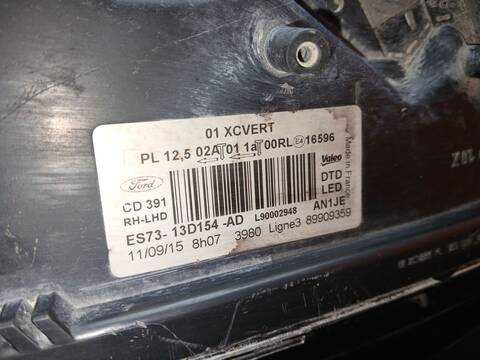 01 XCVERT
PL 12,5 02A 01 1a 00RL E4 16596
Ford
CD 391
RH-LHD
Valeo
Made in France
DTD
LED
AN1JE
ES73- 13D154 -AD L90002948
11/09/15 8h07 3980 Ligne3 89909359